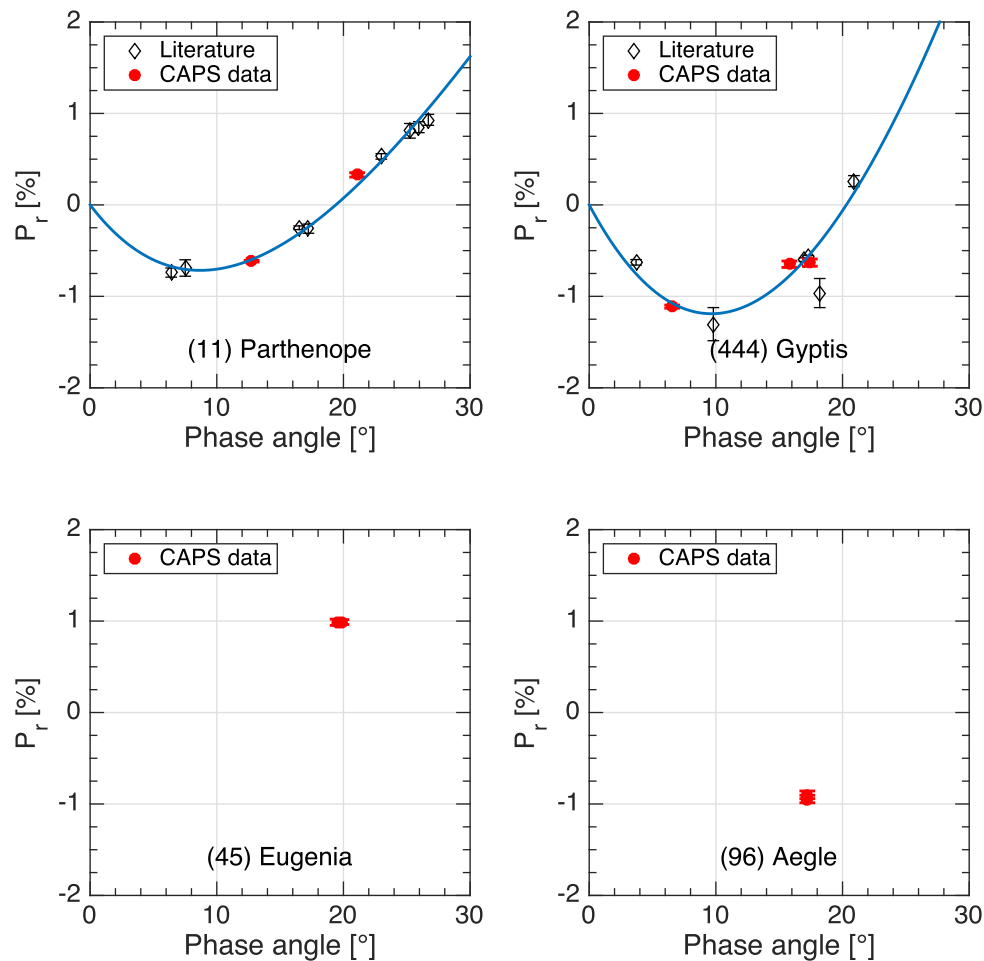 2
1
0
-1
-2
P_r [%]
Literature
CAPS data
(11) Parthenope
0 10 20 30
Phase angle [°]
2
1
0
-1
-2
P_r [%]
Literature
CAPS data
(444) Gyptis
0 10 20 30
Phase angle [°]
2
1
0
-1
-2
P_r [%]
CAPS data
(45) Eugenia
0 10 20 30
Phase angle [°]
2
1
0
-1
-2
P_r [%]
CAPS data
(96) Aegle
0 10 20 30
Phase angle [°]